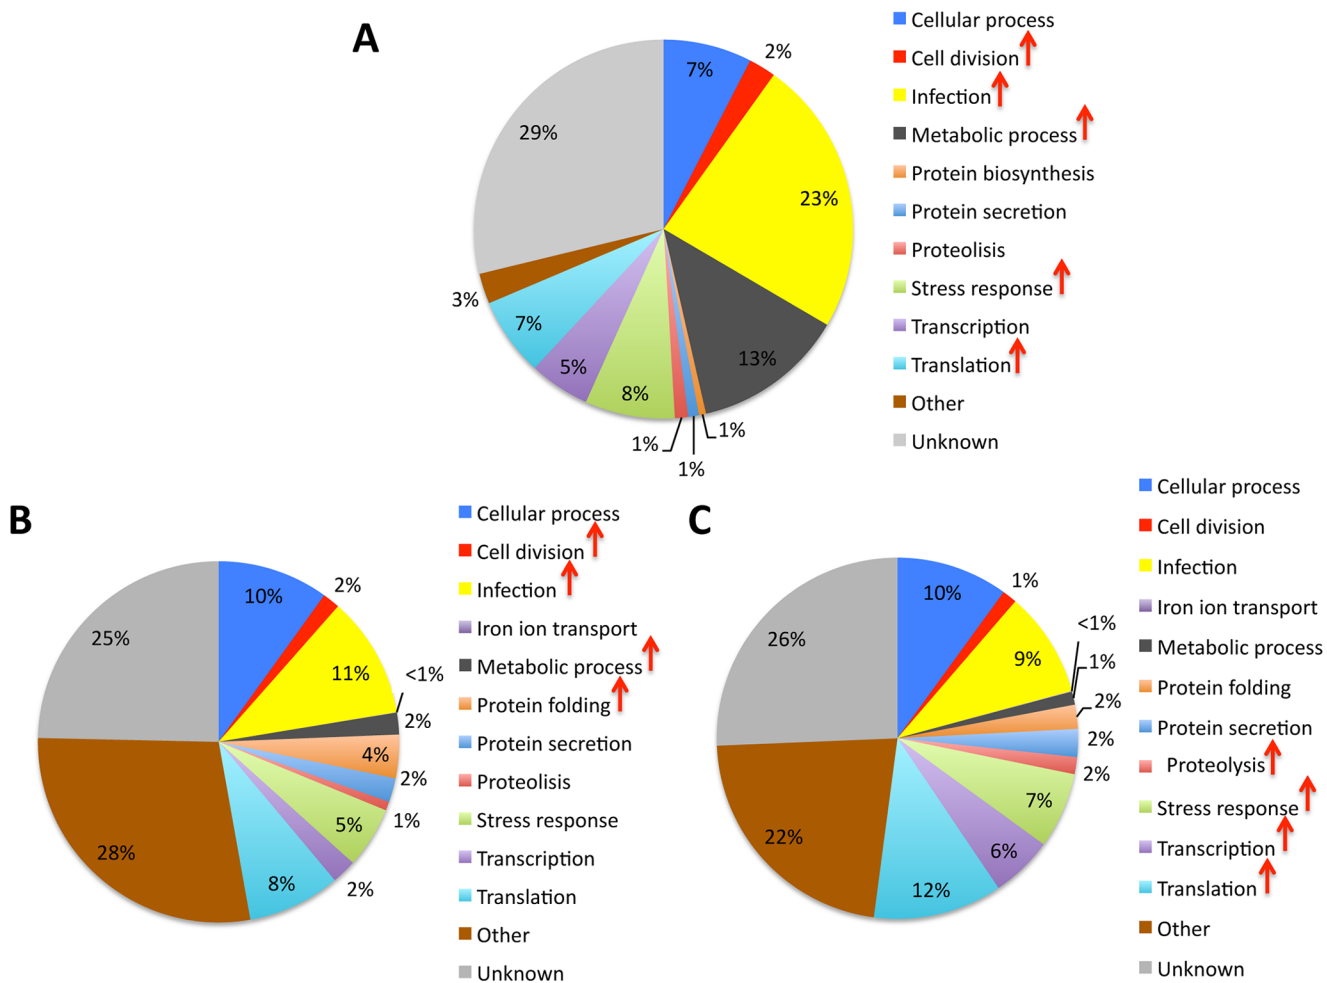 A
7%
2%
23%
13%
1%
1%
1%
8%
5%
7%
3%
29%
Cellular process
Cell division
Infection
Metabolic process
Protein biosynthesis
Protein secretion
Proteolisis
Stress response
Transcription
Translation
Other
Unknown
B
10%
2%
11%
<1%
2%
4%
2%
1%
5%
2%
8%
28%
25%
Cellular process
Cell division
Infection
Iron ion transport
Metabolic process
Protein folding
Protein secretion
Proteolisis
Stress response
Transcription
Translation
Other
Unknown
C
10%
1%
9%
<1%
1%
2%
2%
2%
7%
6%
12%
22%
26%
Cellular process
Cell division
Infection
Iron ion transport
Metabolic process
Protein folding
Protein secretion
Proteolysis
Stress response
Transcription
Translation
Other
Unknown